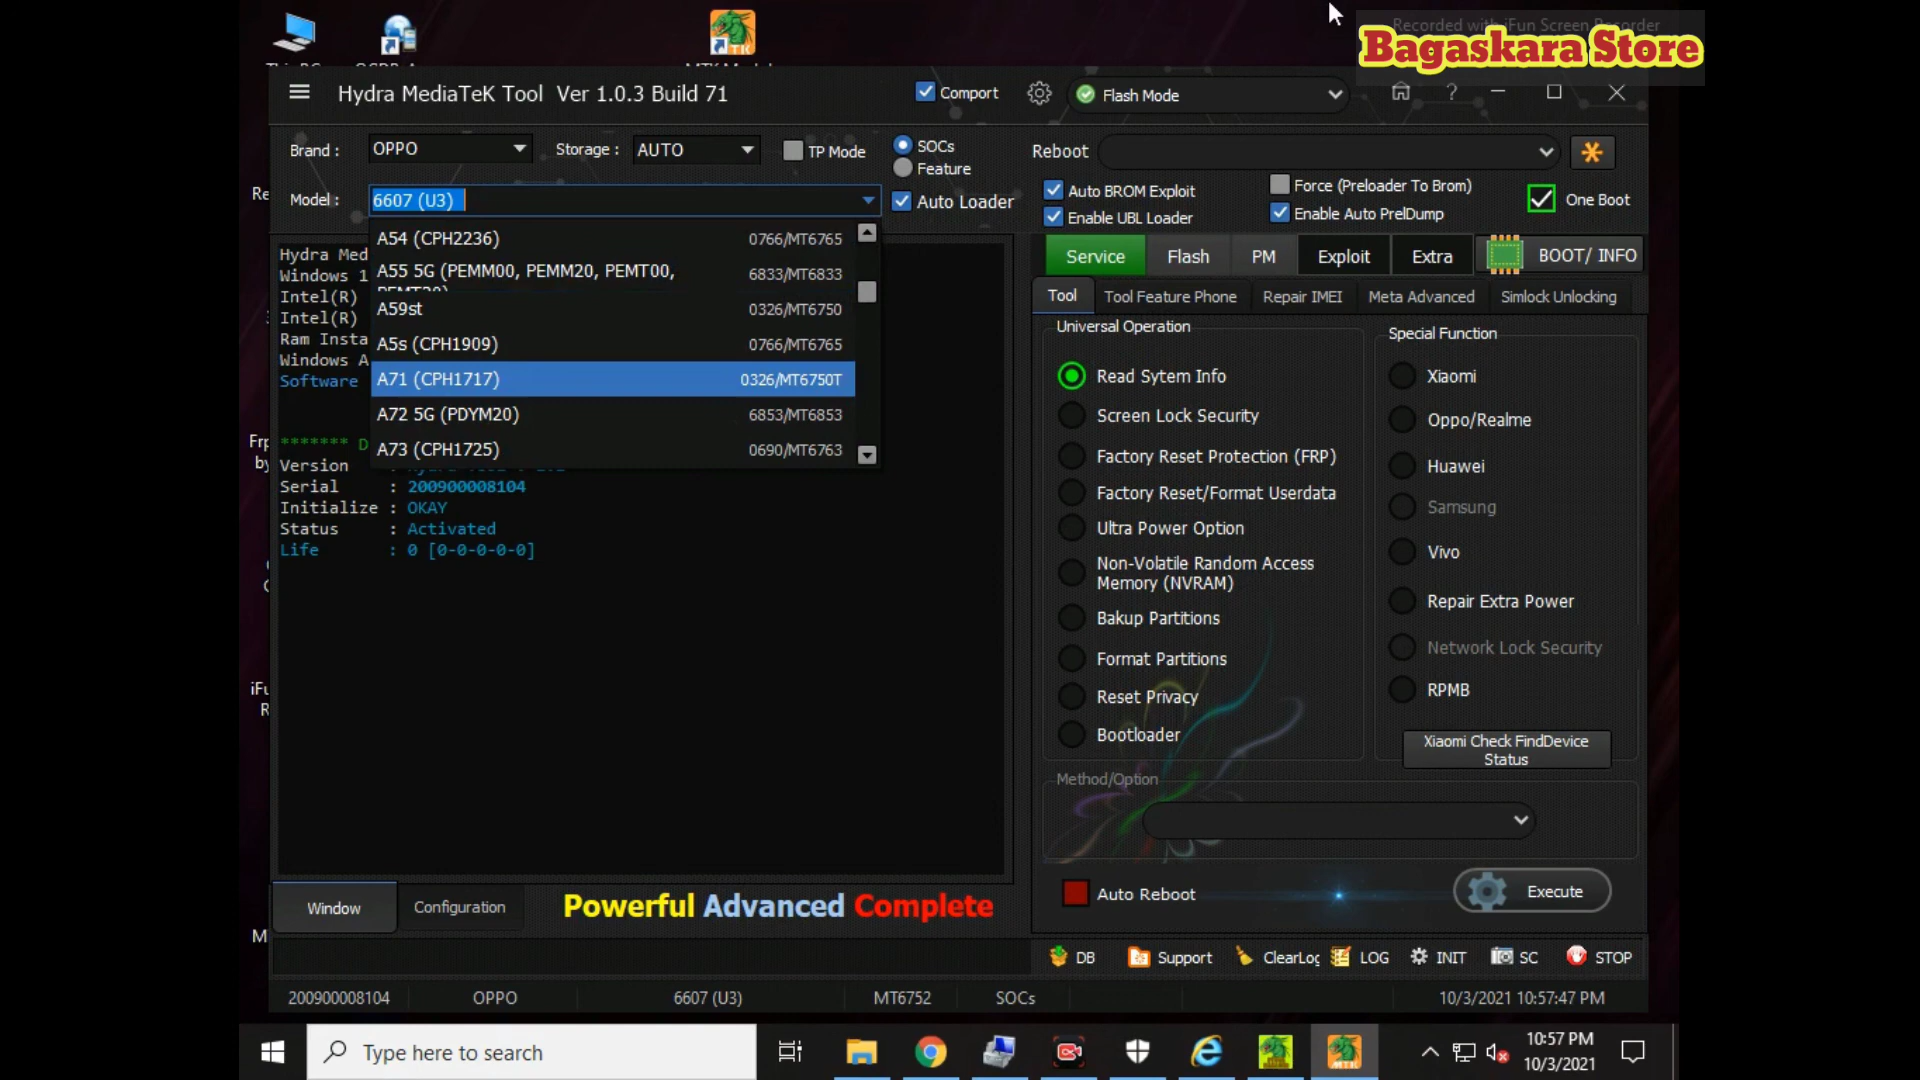 Recorded with iFun Screen Recorder
Bagaskara Store
Hydra MediaTeK Tool Ver 1.0.3 Build 71
Comport
Flash Mode
?
Brand :
OPPO
Storage :
AUTO
TP Mode
SOCs
Feature
Reboot
Model :
6607 (U3)
Auto Loader
Auto BROM Exploit
Enable UBL Loader
Force (Preloader To Brom)
Enable Auto PrelDump
One Boot
A54 (CPH2236) 0766/MT6765
A55 5G (PEMM00, PEMM20, PEMT00, 6833/MT6833
A59st 0326/MT6750
A5s (CPH1909) 0766/MT6765
A71 (CPH1717) 0326/MT6750T
A72 5G (PDYM20) 6853/MT6853
A73 (CPH1725) 0690/MT6763
Hydra Med
Windows 1
Intel(R)
Intel(R)
Ram Insta
Windows A
Software
******* D
Version
Serial : 200900008104
Initialize : OKAY
Status : Activated
Life : 0 [0-0-0-0-0]
Service
Flash
PM
Exploit
Extra
BOOT/ INFO
Tool
Tool Feature Phone
Repair IMEI
Meta Advanced
Simlock Unlocking
Universal Operation
Read Sytem Info
Screen Lock Security
Factory Reset Protection (FRP)
Factory Reset/Format Userdata
Ultra Power Option
Non-Volatile Random Access
Memory (NVRAM)
Bakup Partitions
Format Partitions
Reset Privacy
Bootloader
Special Function
Xiaomi
Oppo/Realme
Huawei
Samsung
Vivo
Repair Extra Power
Network Lock Security
RPMB
Xiaomi Check FindDevice
Status
Method/Option
Auto Reboot
Execute
Window
Configuration
Powerful Advanced Complete
DB
Support
ClearLog
LOG
INIT
SC
STOP
200900008104
OPPO
6607 (U3)
MT6752
SOCs
10/3/2021 10:57:47 PM
Type here to search
10:57 PM
10/3/2021